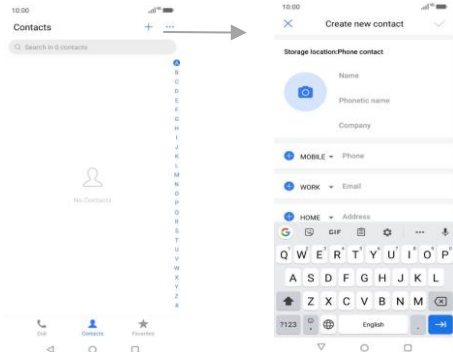 10:00
Contacts
Search in 0 contacts
A
B
C
D
E
F
G
H
I
J
K
L
M
N
O
P
Q
R
S
T
U
V
W
X
Y
Z
#
No Contacts
Dial Contacts Favorites
10:00
Create new contact
Storage location:Phone contact
Name
Phonetic name
Company
MOBILE Phone
WORK Email
HOME Address
G GIF
Q W E R T Y U I O P
A S D F G H J K L
Z X C V B N M
?123 , English .